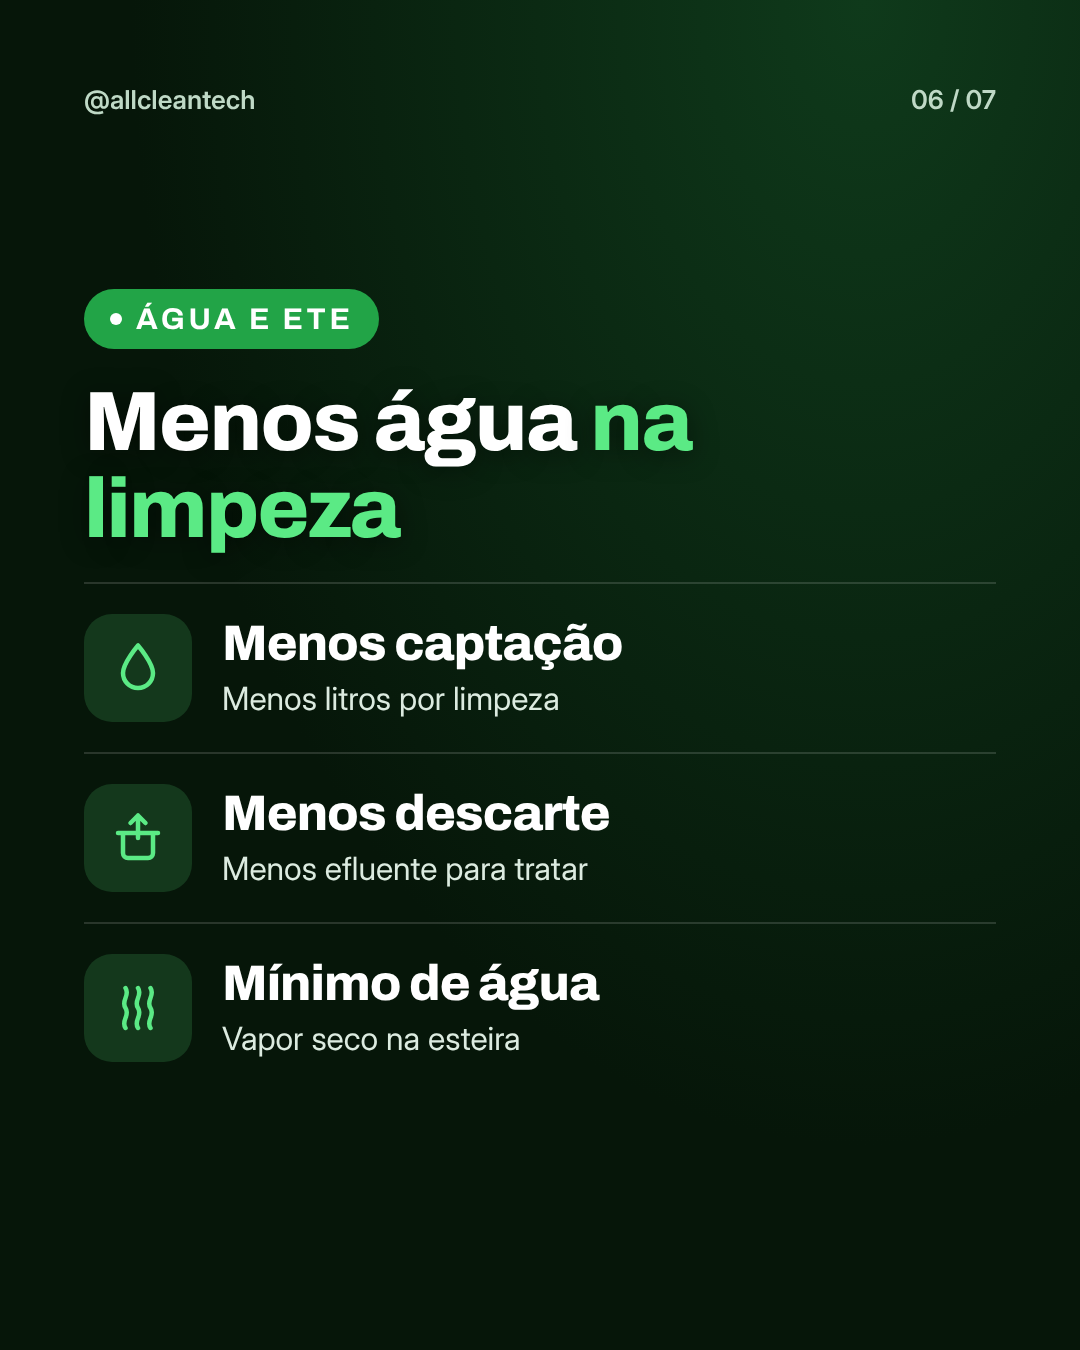 @allcleantech
06 / 07
ÁGUA E ETE
Menos água na
limpeza
Menos captação
Menos litros por limpeza
Menos descarte
Menos efluente para tratar
Mínimo de água
Vapor seco na esteira